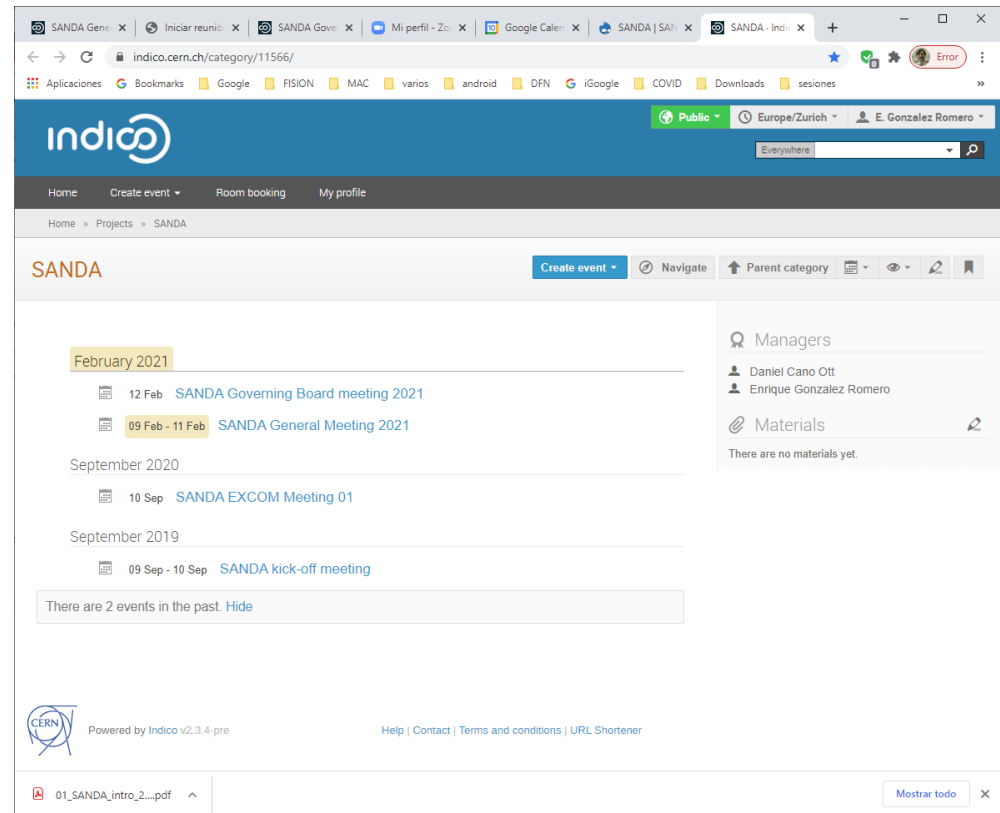 SANDA Gene
Iniciar reunió
SANDA Gove
Mi perfil - Zo
Google Calen
SANDA | SAN
SANDA · Indi
indico.cern.ch/category/11566/
0
Error
Aplicaciones
Bookmarks
Google
FISION
MAC
varios
android
DFN
iGoogle
COVID
Downloads
sesiones
»
indico
Public
Europe/Zurich
E. Gonzalez Romero
Everywhere
Home
Create event
Room booking
My profile
Home » Projects » SANDA
SANDA
Create event
Navigate
Parent category
February 2021
12 Feb SANDA Governing Board meeting 2021
09 Feb - 11 Feb SANDA General Meeting 2021
September 2020
10 Sep SANDA EXCOM Meeting 01
September 2019
09 Sep - 10 Sep SANDA kick-off meeting
There are 2 events in the past. Hide
Managers
Daniel Cano Ott
Enrique Gonzalez Romero
Materials
There are no materials yet.
CERN
Powered by Indico v2.3.4-pre
Help | Contact | Terms and conditions | URL Shortener
01_SANDA_intro_2....pdf
Mostrar todo